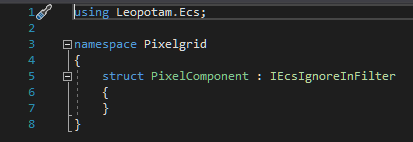 1 using Leopotam.Ecs;
2
3 namespace Pixelgrid
4 {
5 struct PixelComponent : IEcsIgnoreInFilter
6 {
7 }
8 }